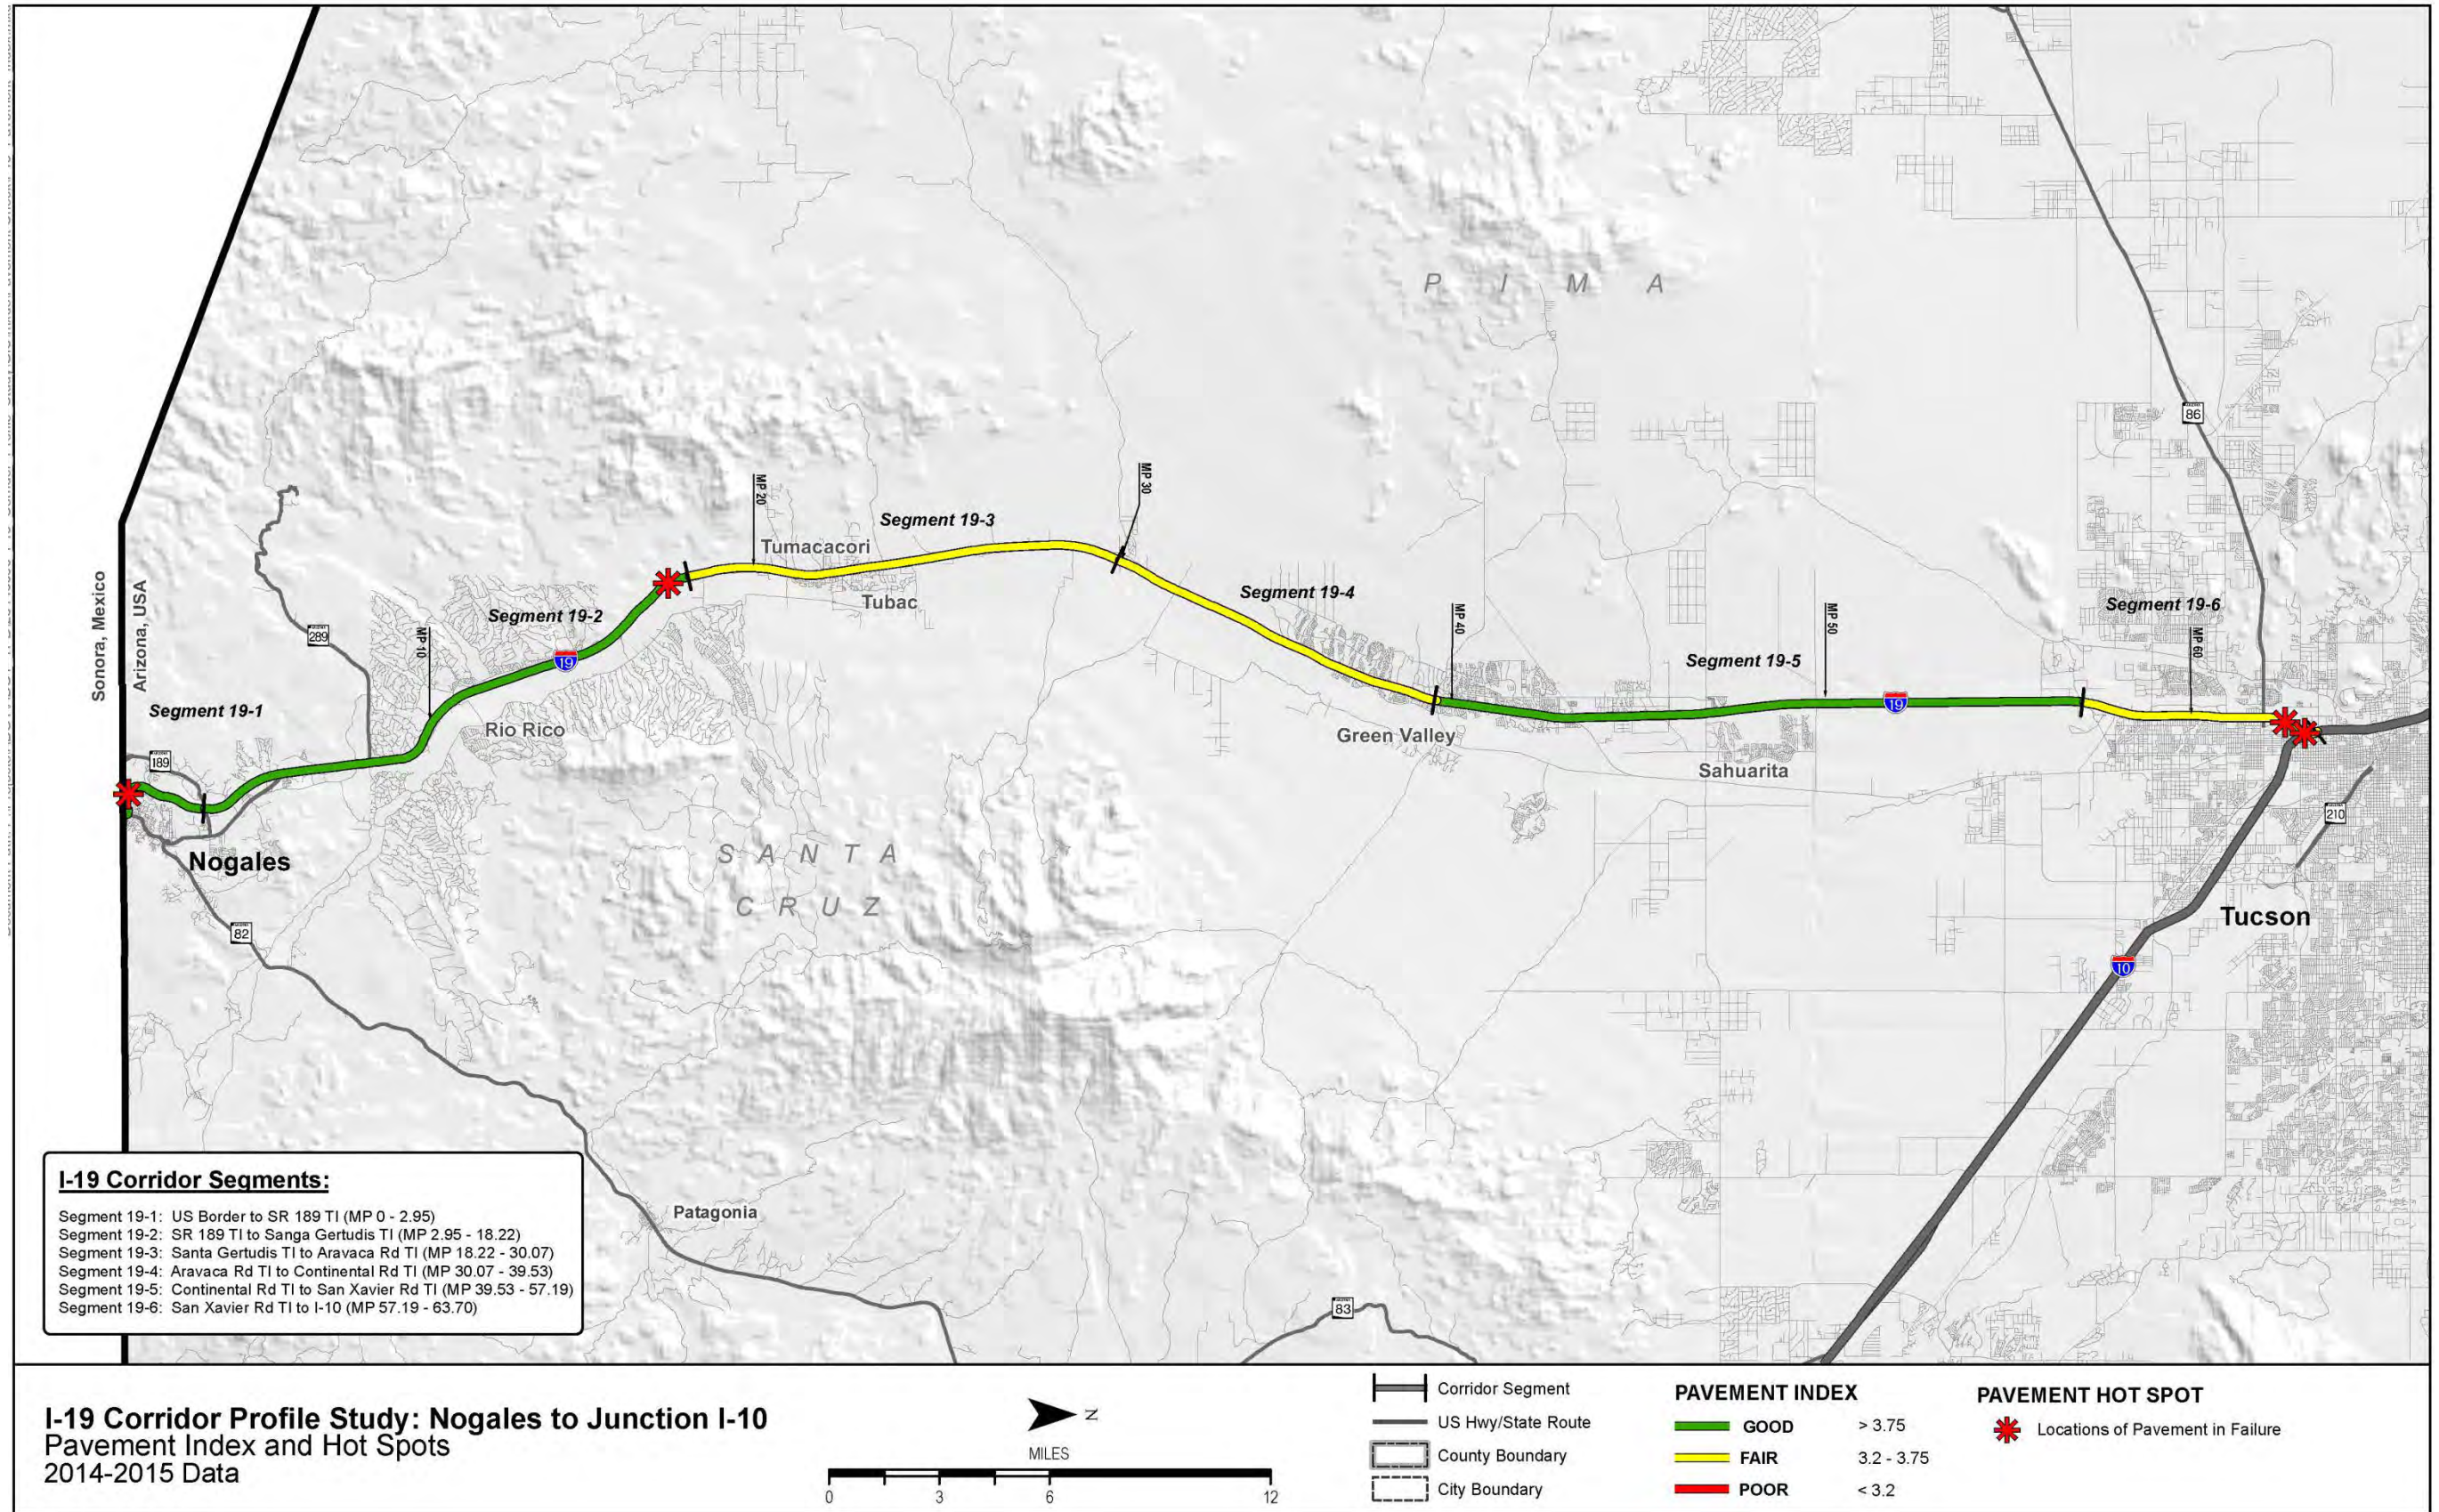 P I M A
86
MP 20
MP 30
Segment 19-3
Tumacacori
Tubac
Sonora, Mexico
Arizona, USA
289
MP 10
Segment 19-2
19
Segment 19-4
MP 40
MP 50
Segment 19-6
MP 60
Segment 19-5
19
Segment 19-1
Rio Rico
Green Valley
Sahuarita
189
210
Nogales
S A N T A
C R U Z
82
Tucson
10
Patagonia
83
I-19 Corridor Segments:
Segment 19-1: US Border to SR 189 TI (MP 0 - 2.95)
Segment 19-2: SR 189 TI to Sanga Gertudis TI (MP 2.95 - 18.22)
Segment 19-3: Santa Gertudis TI to Aravaca Rd TI (MP 18.22 - 30.07)
Segment 19-4: Aravaca Rd TI to Continental Rd TI (MP 30.07 - 39.53)
Segment 19-5: Continental Rd TI to San Xavier Rd TI (MP 39.53 - 57.19)
Segment 19-6: San Xavier Rd TI to I-10 (MP 57.19 - 63.70)
I-19 Corridor Profile Study: Nogales to Junction I-10
Pavement Index and Hot Spots
2014-2015 Data
N
MILES
0 3 6 12
Corridor Segment
US Hwy/State Route
County Boundary
City Boundary
PAVEMENT INDEX
GOOD > 3.75
FAIR 3.2 - 3.75
POOR < 3.2
PAVEMENT HOT SPOT
Locations of Pavement in Failure